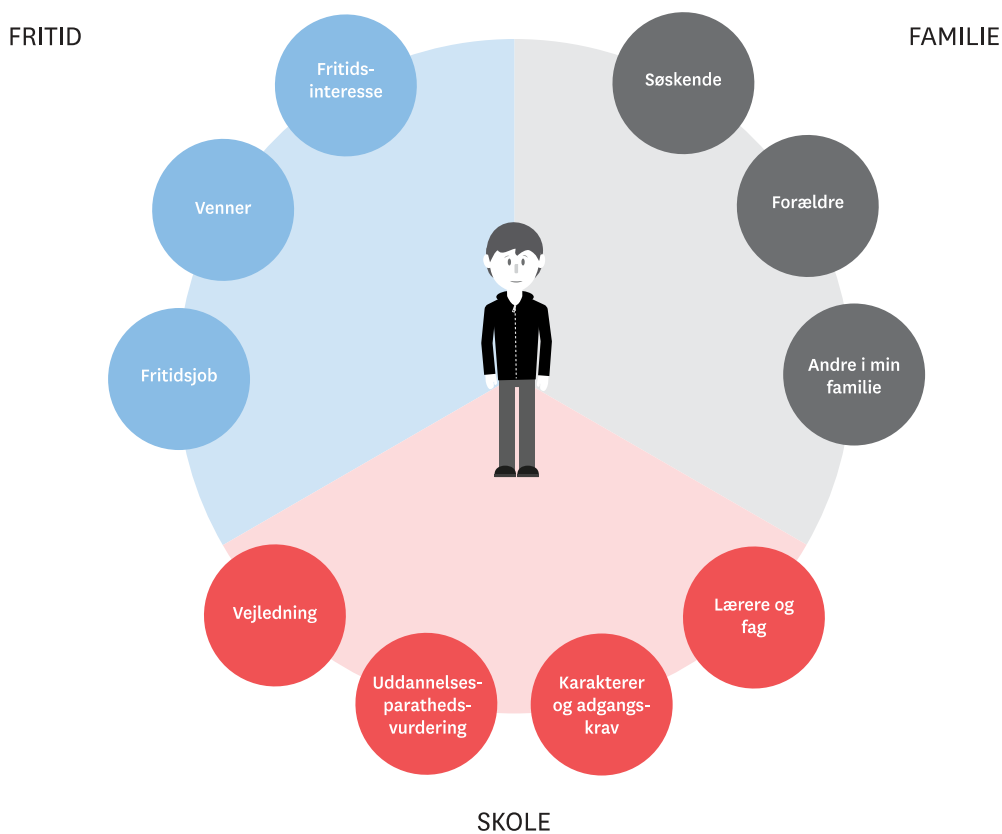 FRITID
FAMILIE
Fritids-
interesse
Søskende
Venner
Forældre
Fritidsjob
Andre i min
familie
Vejledning
Lærere og
fag
Uddannelses-
paratheds-
vurdering
Karakterer
og adgangs-
krav
SKOLE